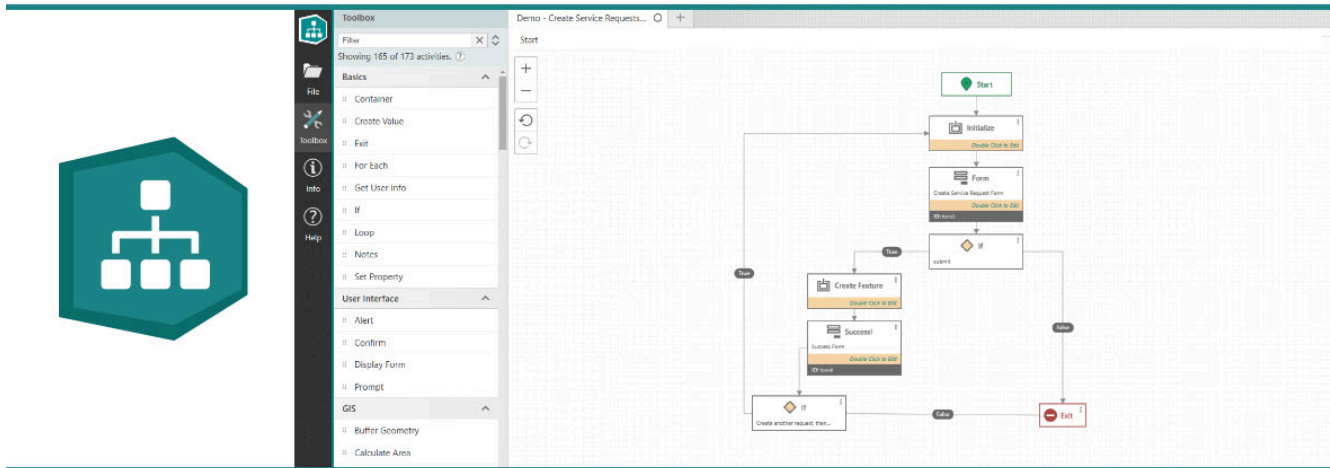 Toolbox
Demo - Create Service Requests...
Filter
Start
Showing 165 of 173 activities.
File
Toolbox
Info
Help
Basics
Container
Create Value
Exit
For Each
Get User Info
If
Loop
Notes
Set Property
User Interface
Alert
Confirm
Display Form
Prompt
GIS
Buffer Geometry
Calculate Area
Start
Initialize
Double Click to Edit
Form
Create Service Request Form
Double Click to Edit
If
submit
True
True
Create Feature
Double Click to Edit
Success!
Success Form
Double Click to Edit
False
If
Create another request, then...
False
Exit